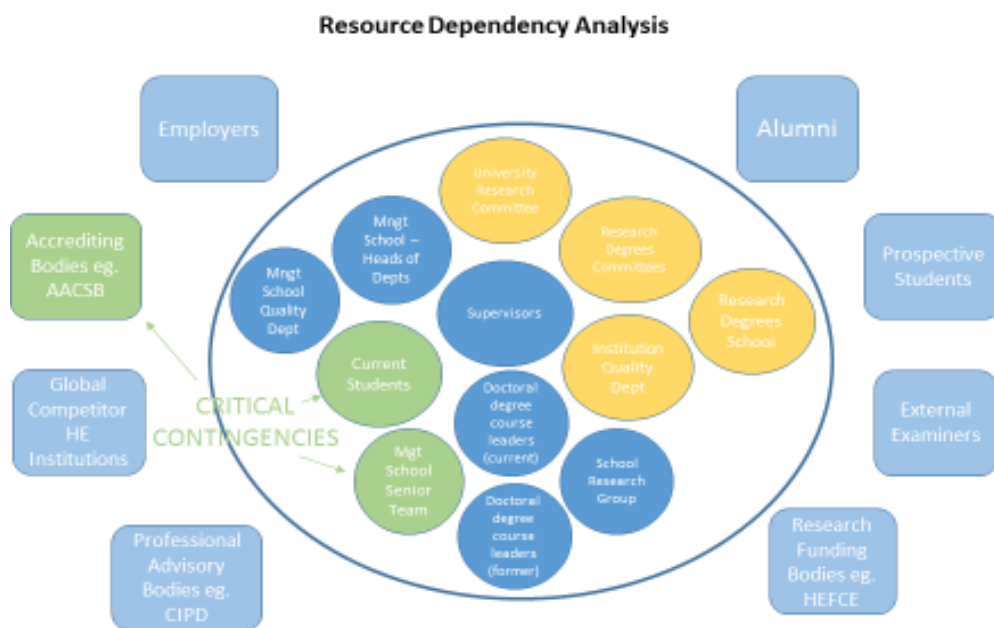 Resource Dependency Analysis
Employers
Alumni
University
Research
Committee
Mngt
School –
Heads of
Depts
Research
Degrees
Committees
Accrediting
Bodies eg.
AACSB
Prospective
Students
Mngt
School
Quality
Dept
Supervisors
Research
Degrees
School
Current
Students
Institution
Quality
Dept
Global
Competitor
HE
Institutions
CRITICAL
CONTINGENCIES
Doctoral
degree
course
leaders
(current)
External
Examiners
Mgt
School
Senior
Team
School
Research
Group
Doctoral
degree
course
leaders
(former)
Professional
Advisory
Bodies eg.
CIPD
Research
Funding
Bodies eg.
HEFCE